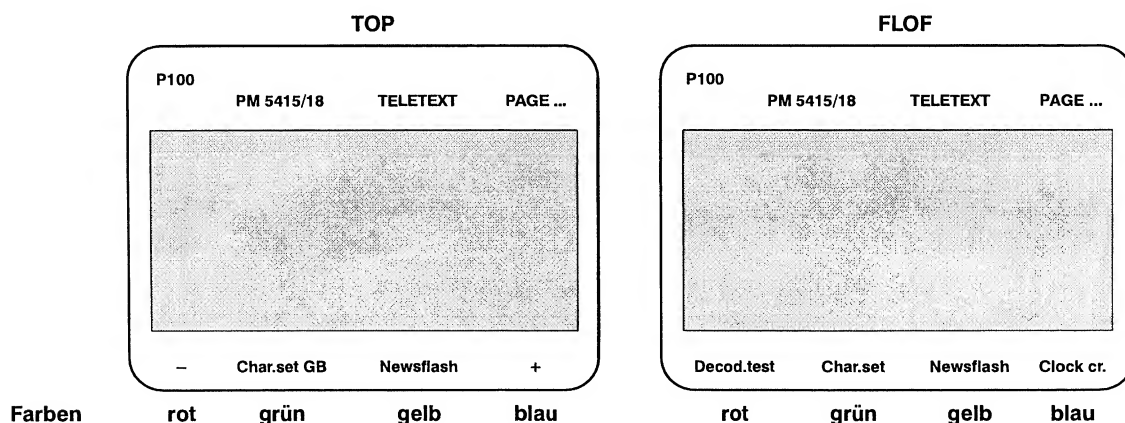 TOP FLOF
P100 P100
PM 5415/18 TELETEXT PAGE ... PM 5415/18 TELETEXT PAGE ...
– Char.set GB Newsflash + Decod.test Char.set Newsflash Clock cr.
Farben rot grün gelb blau rot grün gelb blau